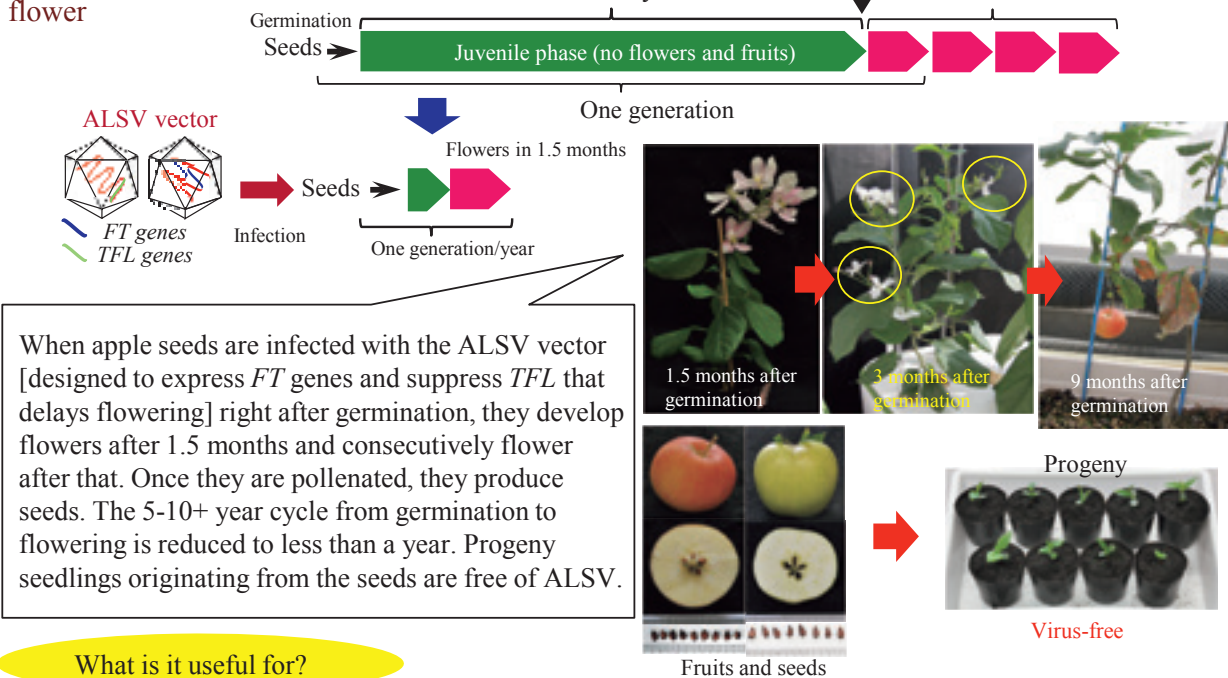 flower
Germination
Seeds
Juvenile phase (no flowers and fruits)
One generation
ALSV vector
Flowers in 1.5 months
Seeds
FT genes
TFL genes
Infection
One generation/year
When apple seeds are infected with the ALSV vector
[designed to express FT genes and suppress TFL that
delays flowering] right after germination, they develop
flowers after 1.5 months and consecutively flower
after that. Once they are pollenated, they produce
seeds. The 5-10+ year cycle from germination to
flowering is reduced to less than a year. Progeny
seedlings originating from the seeds are free of ALSV.
1.5 months after
germination
3 months after
germination
9 months after
germination
Progeny
Virus-free
Fruits and seeds
What is it useful for?